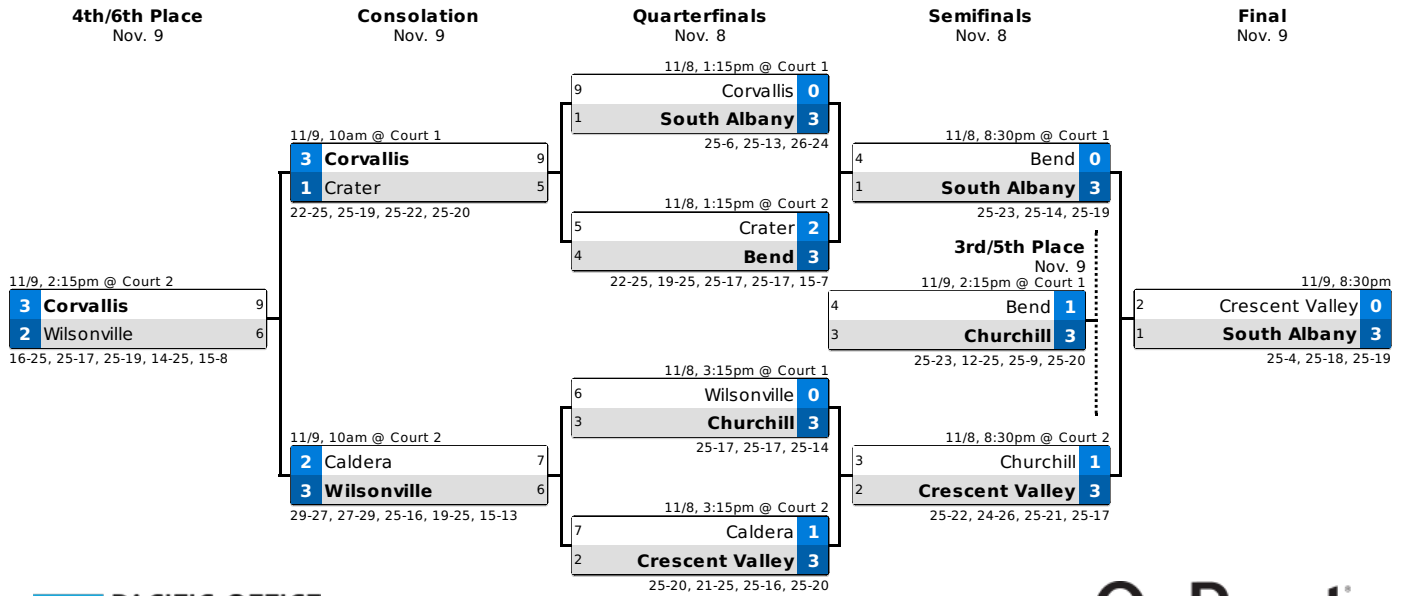 4th/6th Place
Nov. 9
Consolation
Nov. 9
Quarterfinals
Nov. 8
Semifinals
Nov. 8
Final
Nov. 9
11/9, 2:15pm @ Court 2
3 Corvallis 9
2 Wilsonville 6
16-25, 25-17, 25-19, 14-25, 15-8
11/9, 10am @ Court 1
3 Corvallis 9
1 Crater 5
22-25, 25-19, 25-22, 25-20
11/9, 10am @ Court 2
2 Caldera 7
3 Wilsonville 6
29-27, 27-29, 25-16, 19-25, 15-13
11/8, 1:15pm @ Court 1
9 Corvallis 0
1 South Albany 3
25-6, 25-13, 26-24
11/8, 1:15pm @ Court 2
5 Crater 2
4 Bend 3
22-25, 19-25, 25-17, 25-17, 15-7
11/8, 3:15pm @ Court 1
6 Wilsonville 0
3 Churchill 3
25-17, 25-17, 25-14
11/8, 3:15pm @ Court 2
7 Caldera 1
2 Crescent Valley 3
25-20, 21-25, 25-16, 25-20
11/8, 8:30pm @ Court 1
4 Bend 0
1 South Albany 3
25-23, 25-14, 25-19
3rd/5th Place
Nov. 9
11/9, 2:15pm @ Court 1
4 Bend 1
3 Churchill 3
25-23, 12-25, 25-9, 25-20
11/8, 8:30pm @ Court 2
3 Churchill 1
2 Crescent Valley 3
25-22, 24-26, 25-21, 25-17
11/9, 8:30pm
2 Crescent Valley 0
1 South Albany 3
25-4, 25-18, 25-19
PACIFIC OFFICE